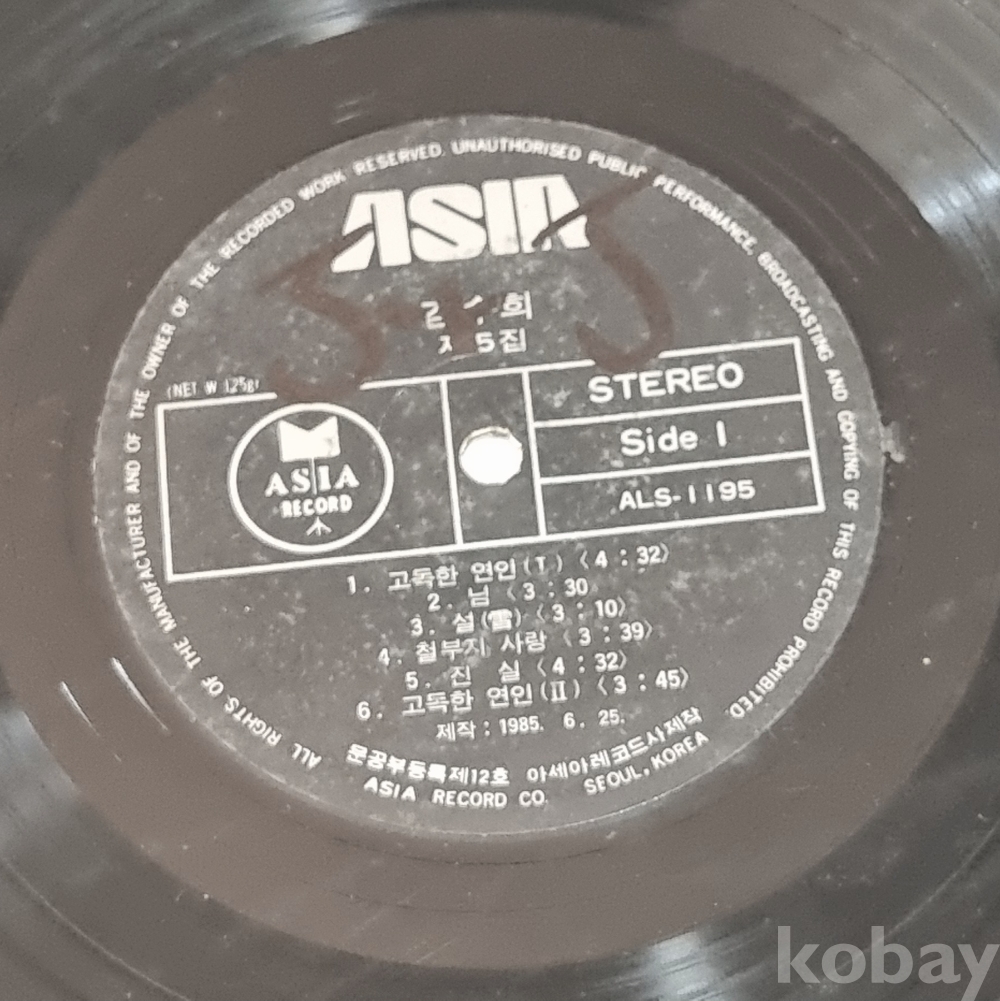 ALL RIGHTS OF THE MANUFACTURER AND OF THE OWNER OF THE RECORDED WORK RESERVED. UNAUTHORISED PUBLIC PERFORMANCE, BROADCASTING AND COPYING OF THIS RECORD PROHIBITED.
ASIA
희
5집
(NET W 125g)
STEREO
Side 1
ALS-1195
ASIA
RECORD
1. 고독한 연인(I) 〈4 : 32〉
2. 님 〈3 : 30〉
3. 설(雪) 〈3 : 10〉
4. 철부지 사랑 〈3 : 39〉
5. 진 실 〈4 : 32〉
6. 고독한 연인(II) 〈3 : 45〉
제작 : 1985. 6. 25.
문공부등록제12호 아세아레코드사제작
ASIA RECORD CO. SEOUL, KOREA
kobay